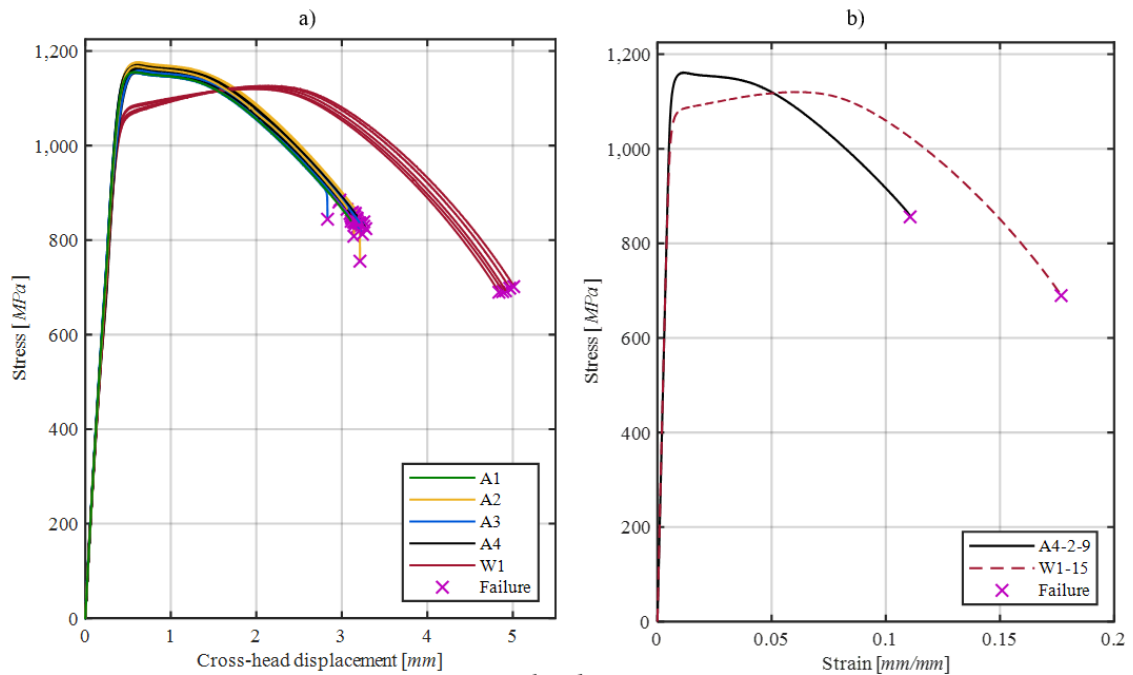 a)
1,200
1,000
800
600
400
200
0
Stress [MPa]
0 1 2 3 4 5
Cross-head displacement [mm]
A1
A2
A3
A4
W1
Failure
b)
1,200
1,000
800
600
400
200
0
Stress [MPa]
0 0.05 0.1 0.15 0.2
Strain [mm/mm]
A4-2-9
W1-15
Failure